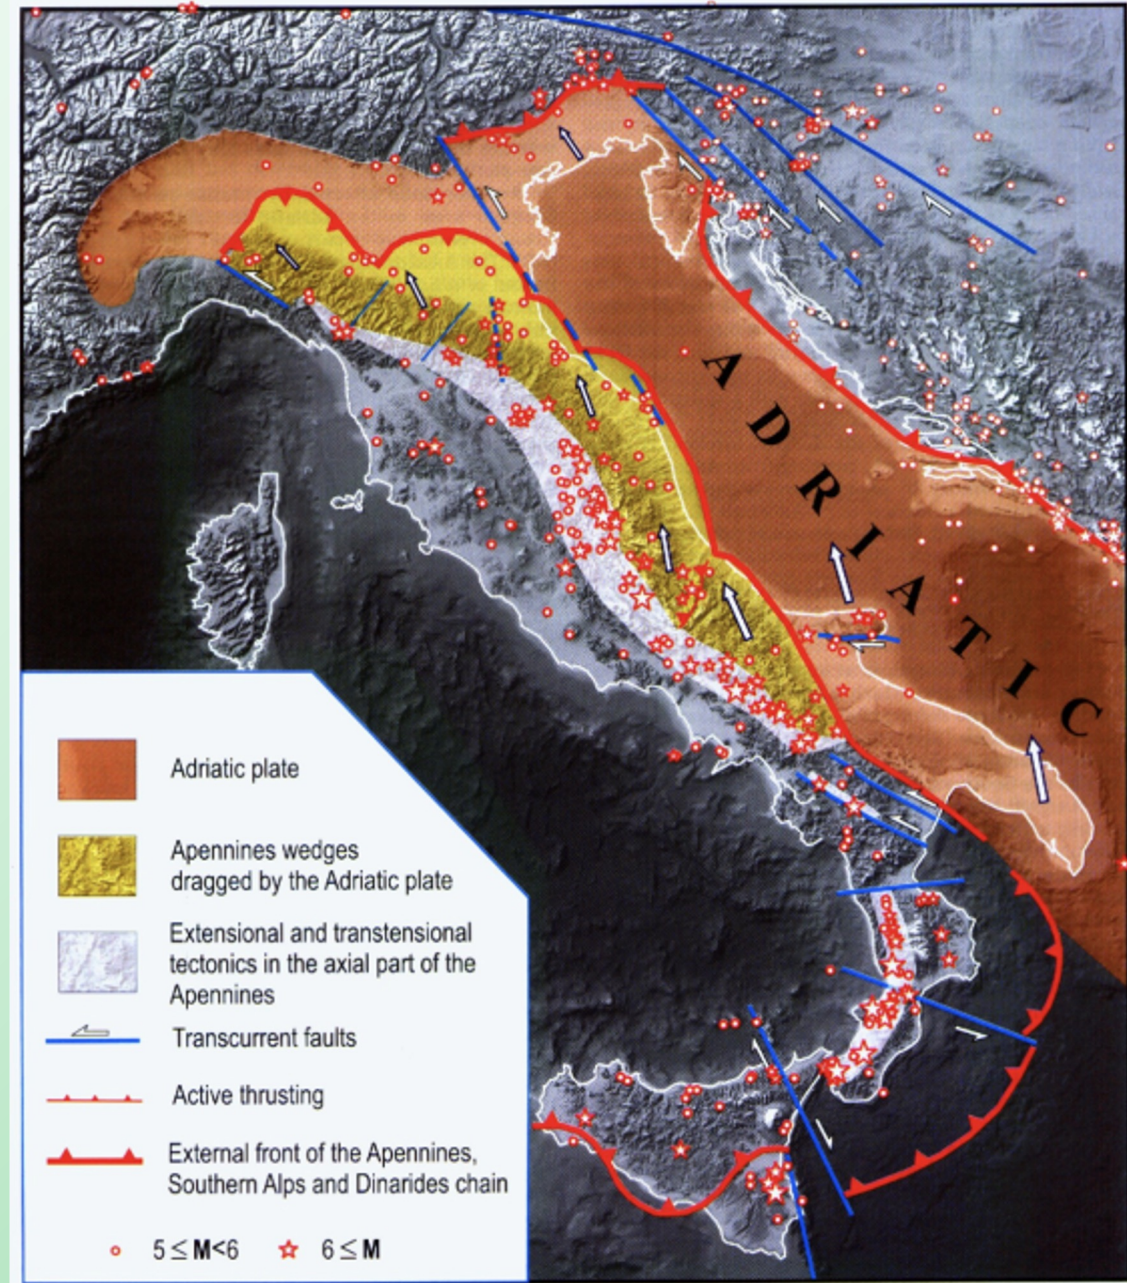 ADRIATIC
Adriatic plate
Apennines wedges
dragged by the Adriatic plate
Extensional and transtensional
tectonics in the axial part of the
Apennines
Transcurrent faults
Active thrusting
External front of the Apennines,
Southern Alps and Dinarides chain
5 ≤ M<6
6 ≤ M